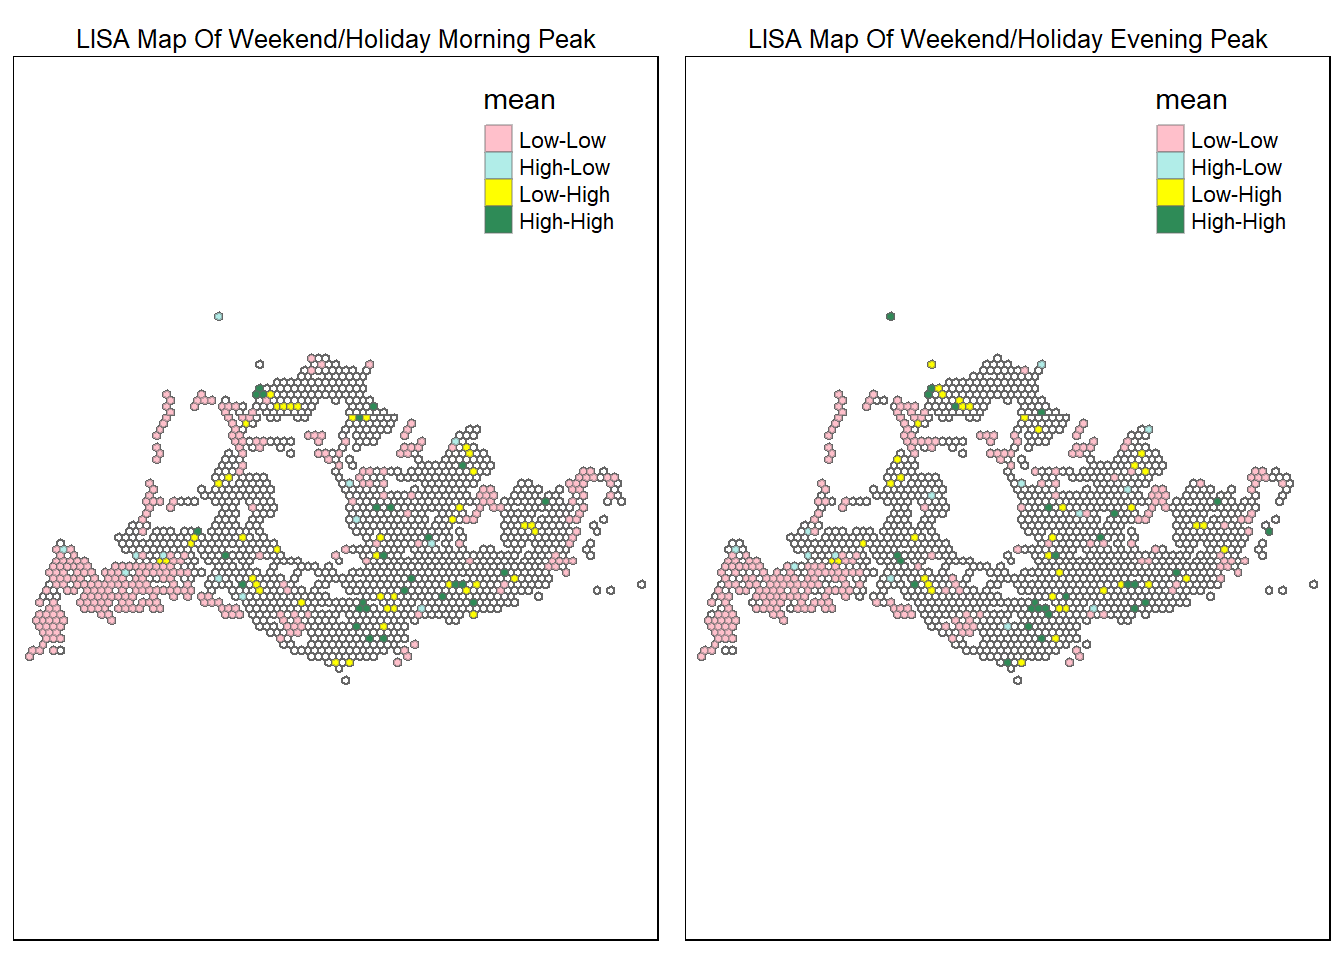 LISA Map Of Weekend/Holiday Morning Peak
mean
Low-Low
High-Low
Low-High
High-High
LISA Map Of Weekend/Holiday Evening Peak
mean
Low-Low
High-Low
Low-High
High-High